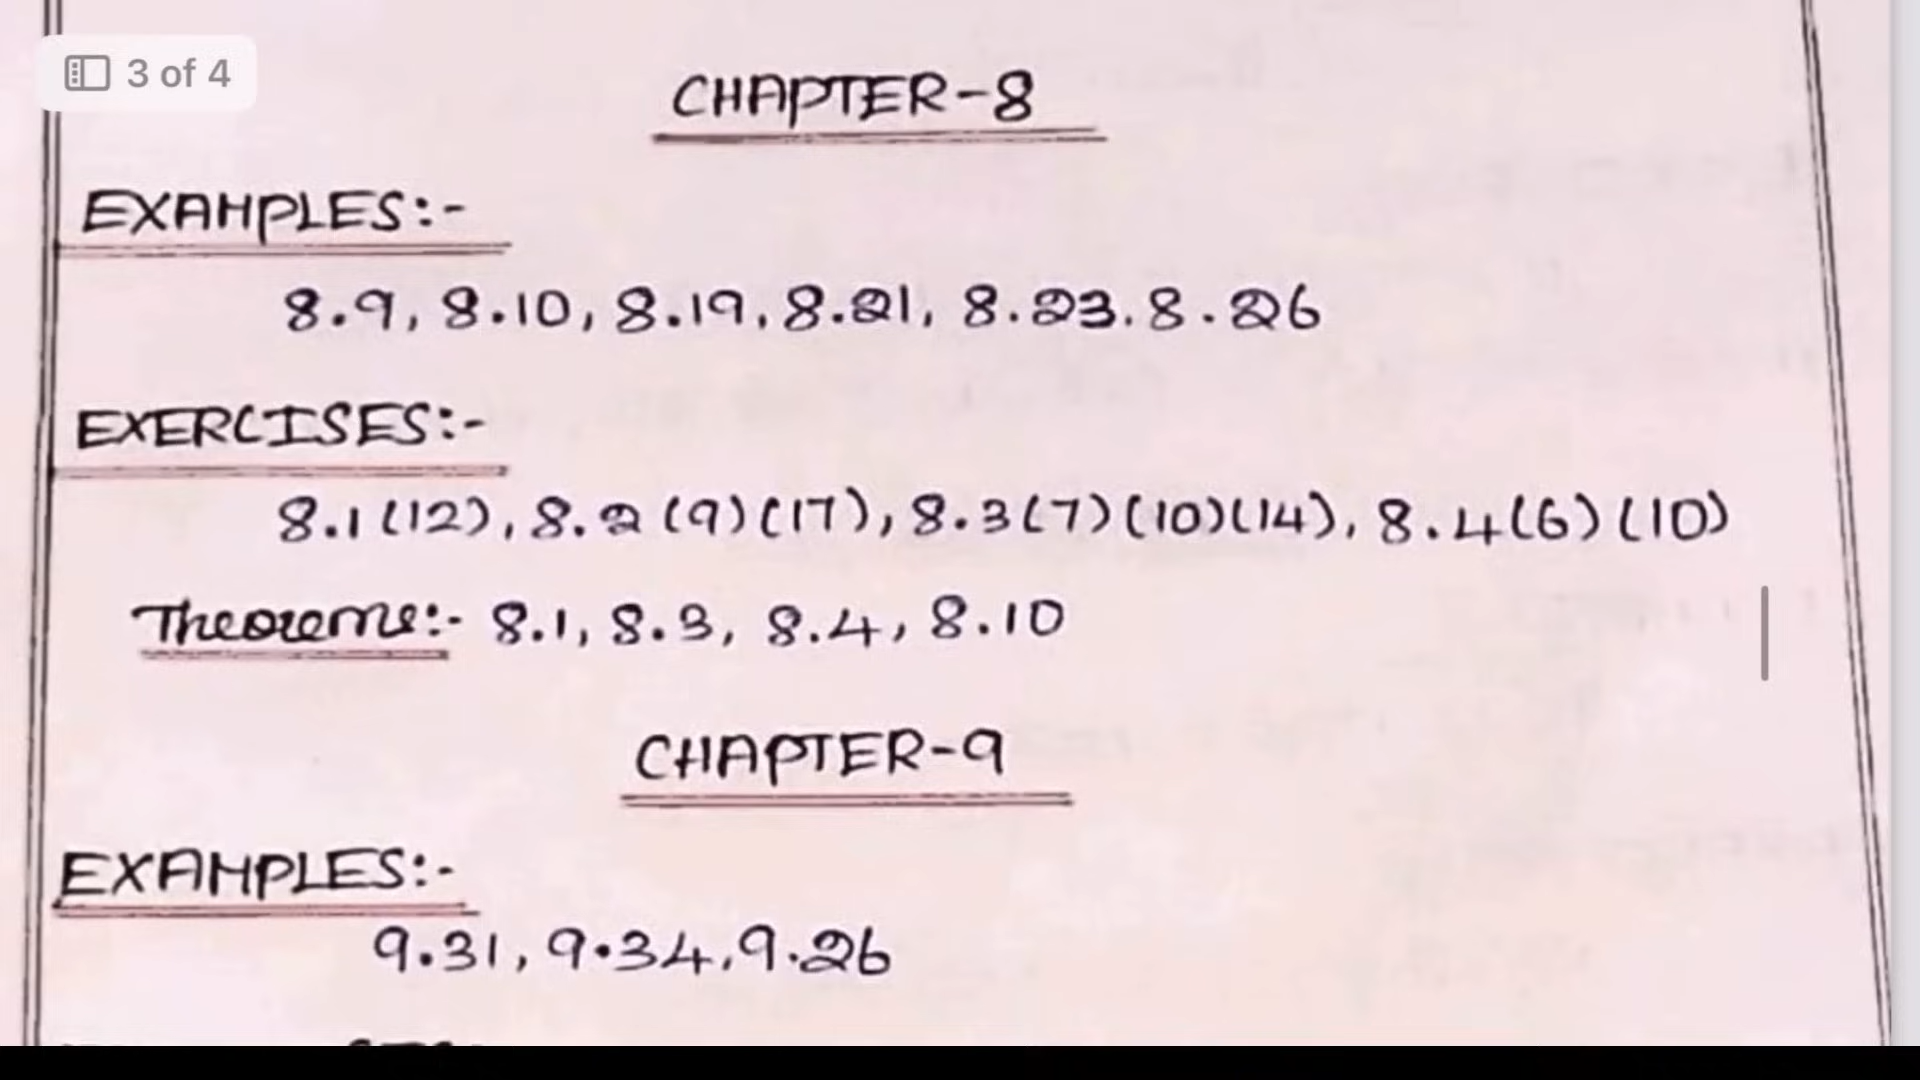 3 of 4
CHAPTER-8
EXAMPLES:-
8.9, 8.10, 8.19, 8.21, 8.23. 8.26
EXERCISES:-
8.1(12), 8.2(9)(17), 8.3(7)(10)(14), 8.4(6)(10)
Theorems:- 8.1, 8.3, 8.4, 8.10
CHAPTER-9
EXAMPLES:-
9.31, 9.34, 9.26